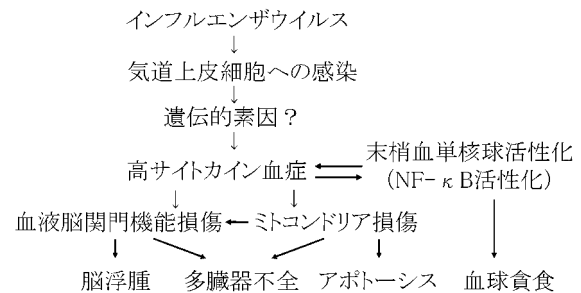 インフルエンザウイルス
気道上皮細胞への感染
遺伝的素因？
高サイトカイン血症
末梢血単核球活性化
(NF-κB活性化)
血液脳関門機能損傷
ミトコンドリア損傷
脳浮腫
多臓器不全
アポトーシス
血球貪食